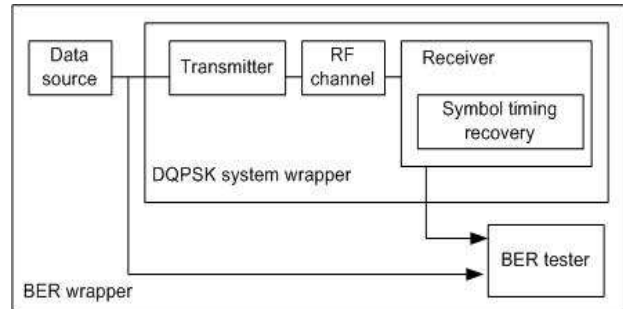 Data
source
Transmitter
RF
channel
Receiver
Symbol timing
recovery
DQPSK system wrapper
BER tester
BER wrapper